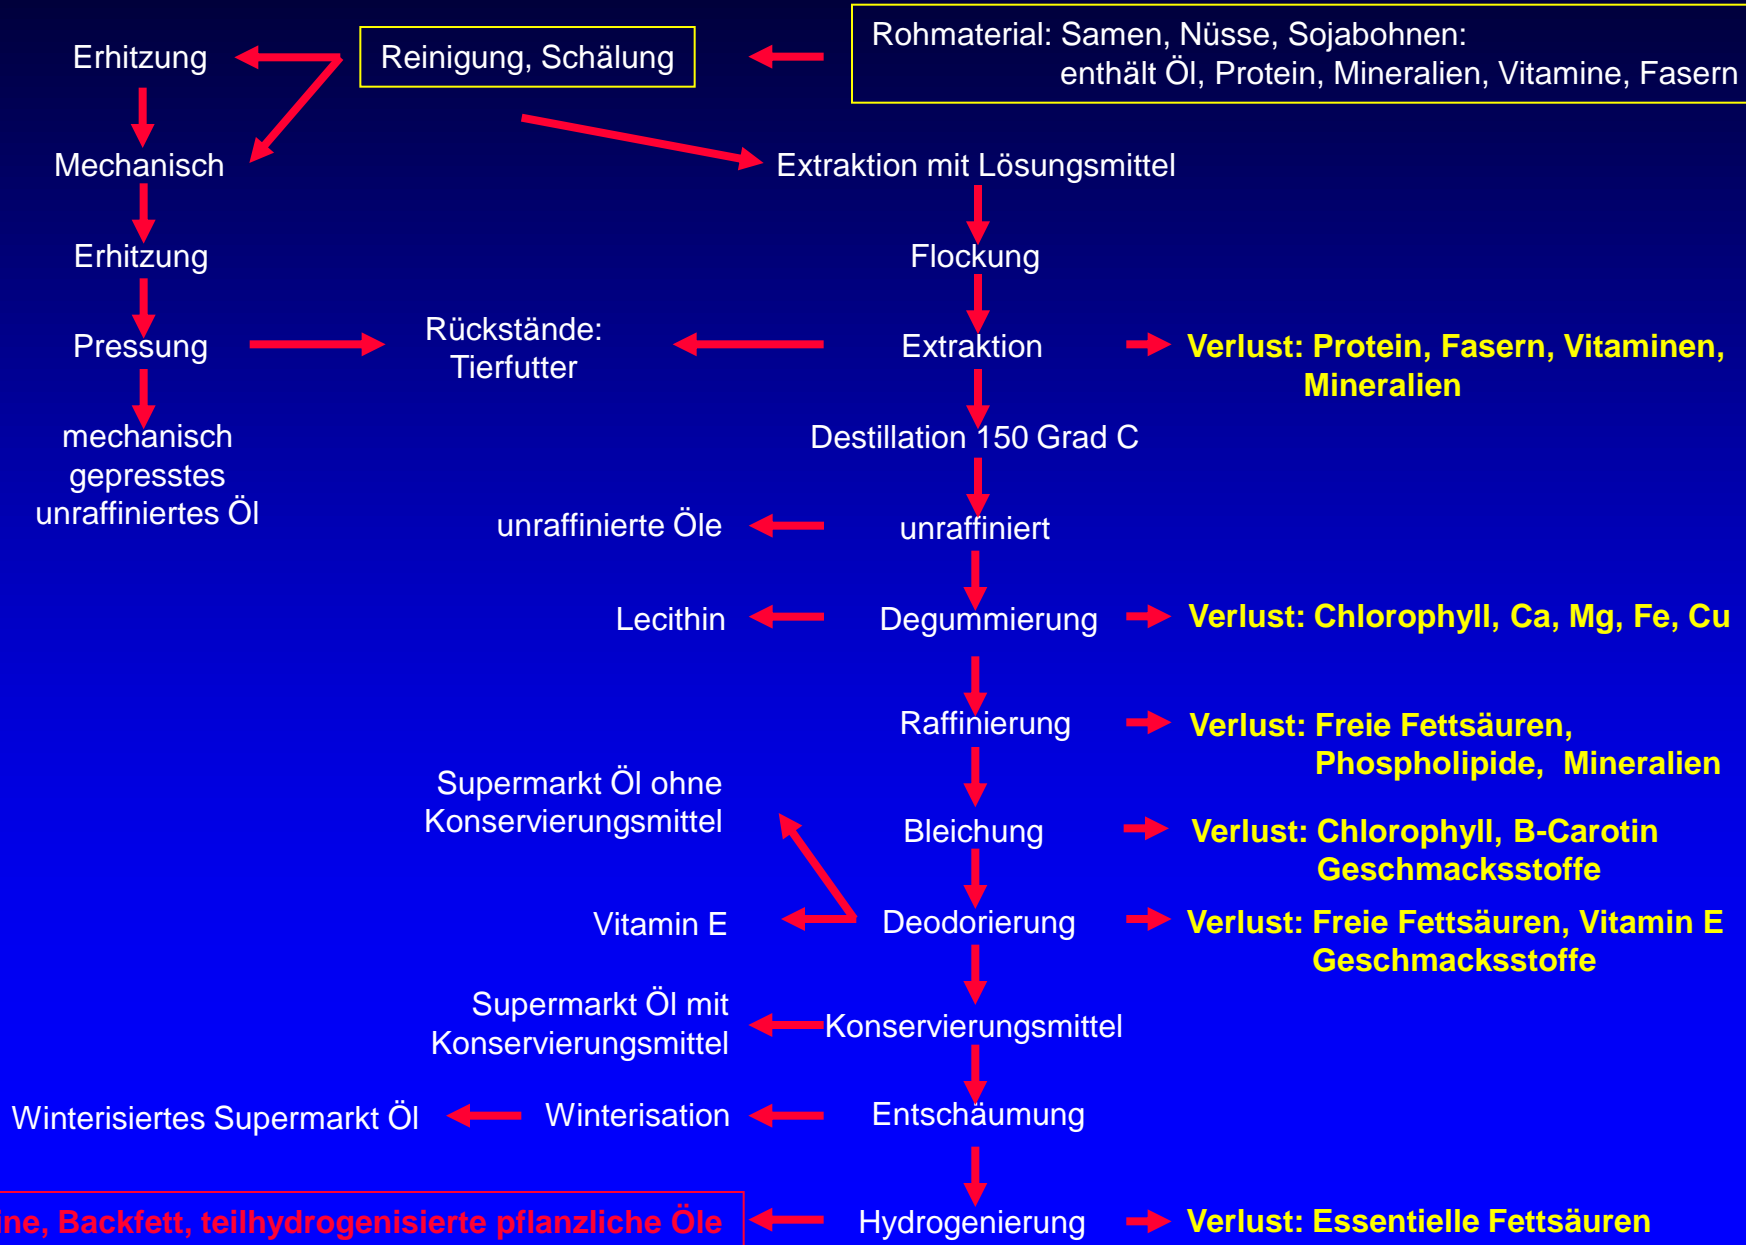 Erhitzung
Reinigung, Schälung
Rohmaterial: Samen, Nüsse, Sojabohnen:
enthält Öl, Protein, Mineralien, Vitamine, Fasern
Mechanisch
Extraktion mit Lösungsmittel
Erhitzung
Flockung
Pressung
Rückstände:
Tierfutter
Extraktion
Verlust: Protein, Fasern, Vitaminen,
Mineralien
mechanisch
gepresstes
unraffiniertes Öl
Destillation 150 Grad C
unraffinierte Öle
unraffiniert
Lecithin
Degummierung
Verlust: Chlorophyll, Ca, Mg, Fe, Cu
Raffinierung
Verlust: Freie Fettsäuren,
Phospholipide, Mineralien
Supermarkt Öl ohne
Konservierungsmittel
Bleichung
Verlust: Chlorophyll, B-Carotin
Geschmacksstoffe
Vitamin E
Deodorierung
Verlust: Freie Fettsäuren, Vitamin E
Geschmacksstoffe
Supermarkt Öl mit
Konservierungsmittel
Konservierungsmittel
Winterisiertes Supermarkt Öl
Winterisation
Entschäumung
Backfett, teilhydrogenisierte pflanzliche Öle
Hydrogenierung
Verlust: Essentielle Fettsäuren